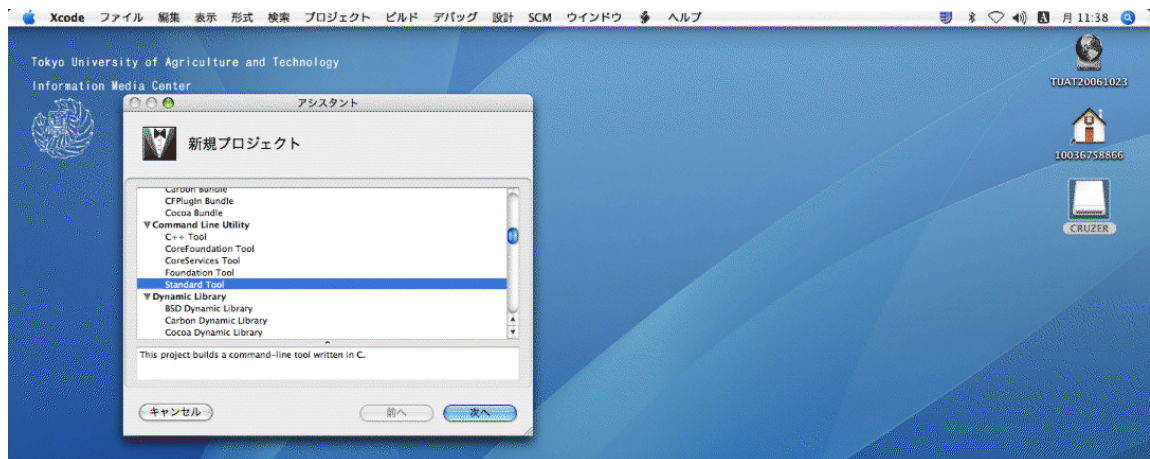 Xcode ファイル 編集 表示 形式 検索 プロジェクト ビルド デバッグ 設計 SCM ウインドウ ヘルプ A 月 11:38
Tokyo University of Agriculture and Technology
Information Media Center
TUAT20061023
10036758866
CRUZER
アシスタント
新規プロジェクト
Carbon Bundle
CFPlugIn Bundle
Cocoa Bundle
Command Line Utility
C++ Tool
CoreFoundation Tool
CoreServices Tool
Foundation Tool
Standard Tool
Dynamic Library
BSD Dynamic Library
Carbon Dynamic Library
Cocoa Dynamic Library
This project builds a command-line tool written in C.
キャンセル 前へ 次へ